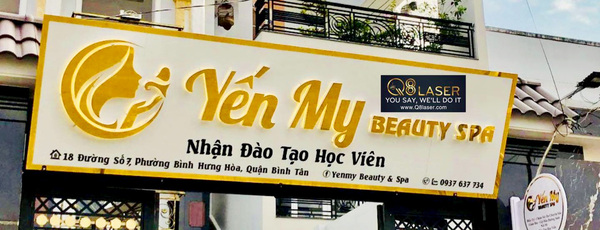 Yến My
BEAUTY SPA
Q8 LASER
YOU SAY, WE'LL DO IT
www.Q8laser.com
Nhận Đào Tạo Học Viên
18 Đường Số 7, Phường Bình Hưng Hòa, Quận Bình Tân
Yenmy Beauty & Spa
0937 637 734
Yến My
BEAUTY SPA